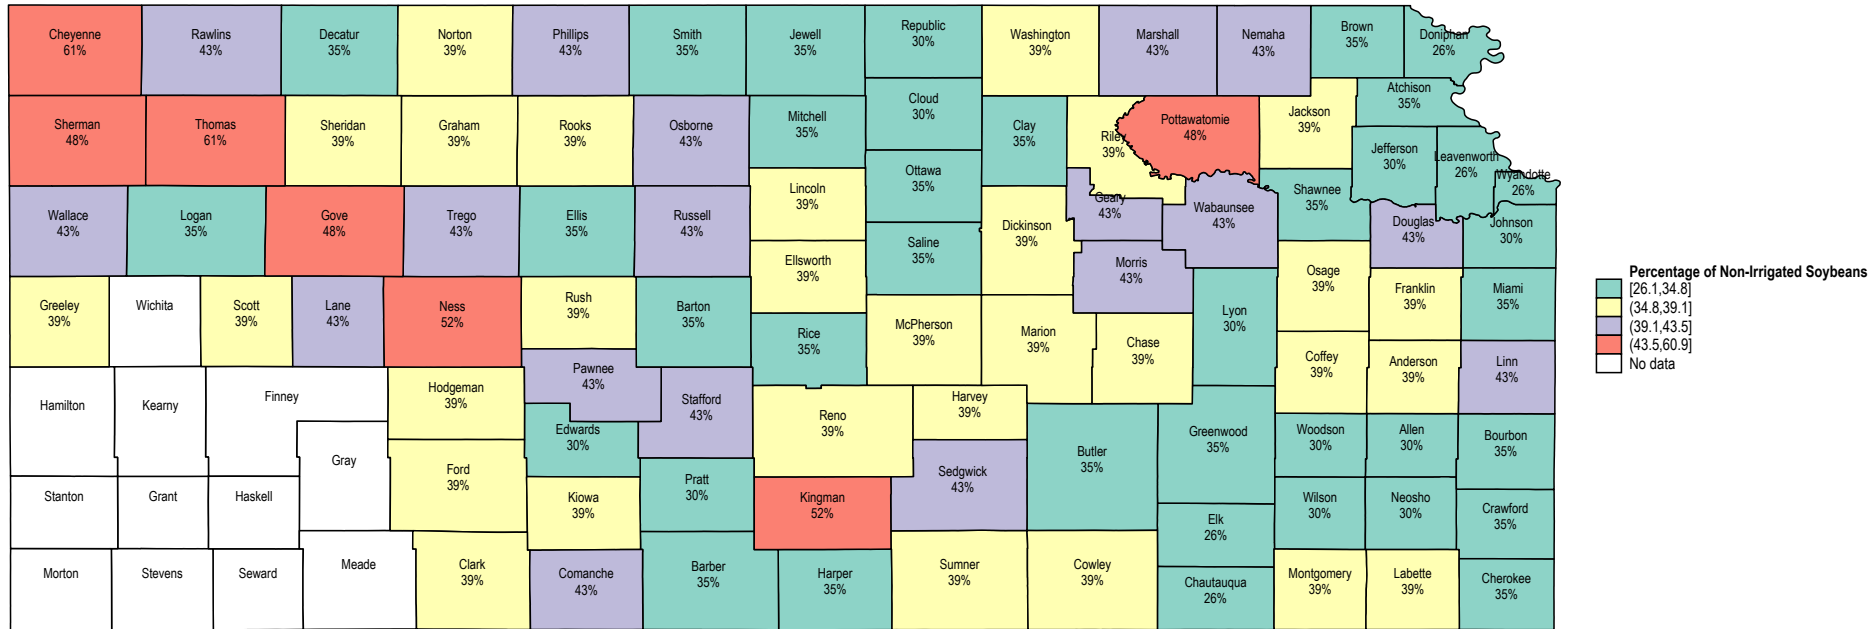 Cheyenne
61%
Rawlins
43%
Decatur
35%
Norton
39%
Phillips
43%
Smith
35%
Jewell
35%
Republic
30%
Washington
39%
Marshall
43%
Nemaha
43%
Brown
35%
Doniphan
26%
Sherman
48%
Thomas
61%
Sheridan
39%
Graham
39%
Rooks
39%
Osborne
43%
Mitchell
35%
Cloud
30%
Clay
35%
Riley
39%
Pottawatomie
48%
Jackson
39%
Atchison
35%
Jefferson
30%
Leavenworth
26%
Wyandotte
26%
Wallace
43%
Logan
35%
Gove
48%
Trego
43%
Ellis
35%
Russell
43%
Lincoln
39%
Ottawa
35%
Saline
35%
Dickinson
39%
Geary
43%
Wabaunsee
43%
Shawnee
35%
Douglas
43%
Johnson
30%
Ellsworth
39%
Morris
43%
Osage
39%
Franklin
39%
Miami
35%
Greeley
39%
Wichita
Scott
39%
Lane
43%
Ness
52%
Rush
39%
Barton
35%
Rice
35%
McPherson
39%
Marion
39%
Chase
39%
Lyon
30%
Coffey
39%
Anderson
39%
Linn
43%
Hamilton
Kearny
Finney
Hodgeman
39%
Pawnee
43%
Stafford
43%
Reno
39%
Harvey
39%
Edwards
30%
Gray
Ford
39%
Pratt
30%
Sedgwick
43%
Butler
35%
Greenwood
35%
Woodson
30%
Allen
30%
Bourbon
35%
Stanton
Grant
Haskell
Kiowa
39%
Kingman
52%
Elk
26%
Wilson
30%
Neosho
30%
Crawford
35%
Morton
Stevens
Seward
Meade
Clark
39%
Comanche
43%
Barber
35%
Harper
35%
Sumner
39%
Cowley
39%
Chautauqua
26%
Montgomery
39%
Labette
39%
Cherokee
35%
Percentage of Non-Irrigated Soybeans
[26.1,34.8]
(34.8,39.1]
(39.1,43.5]
(43.5,60.9]
No data